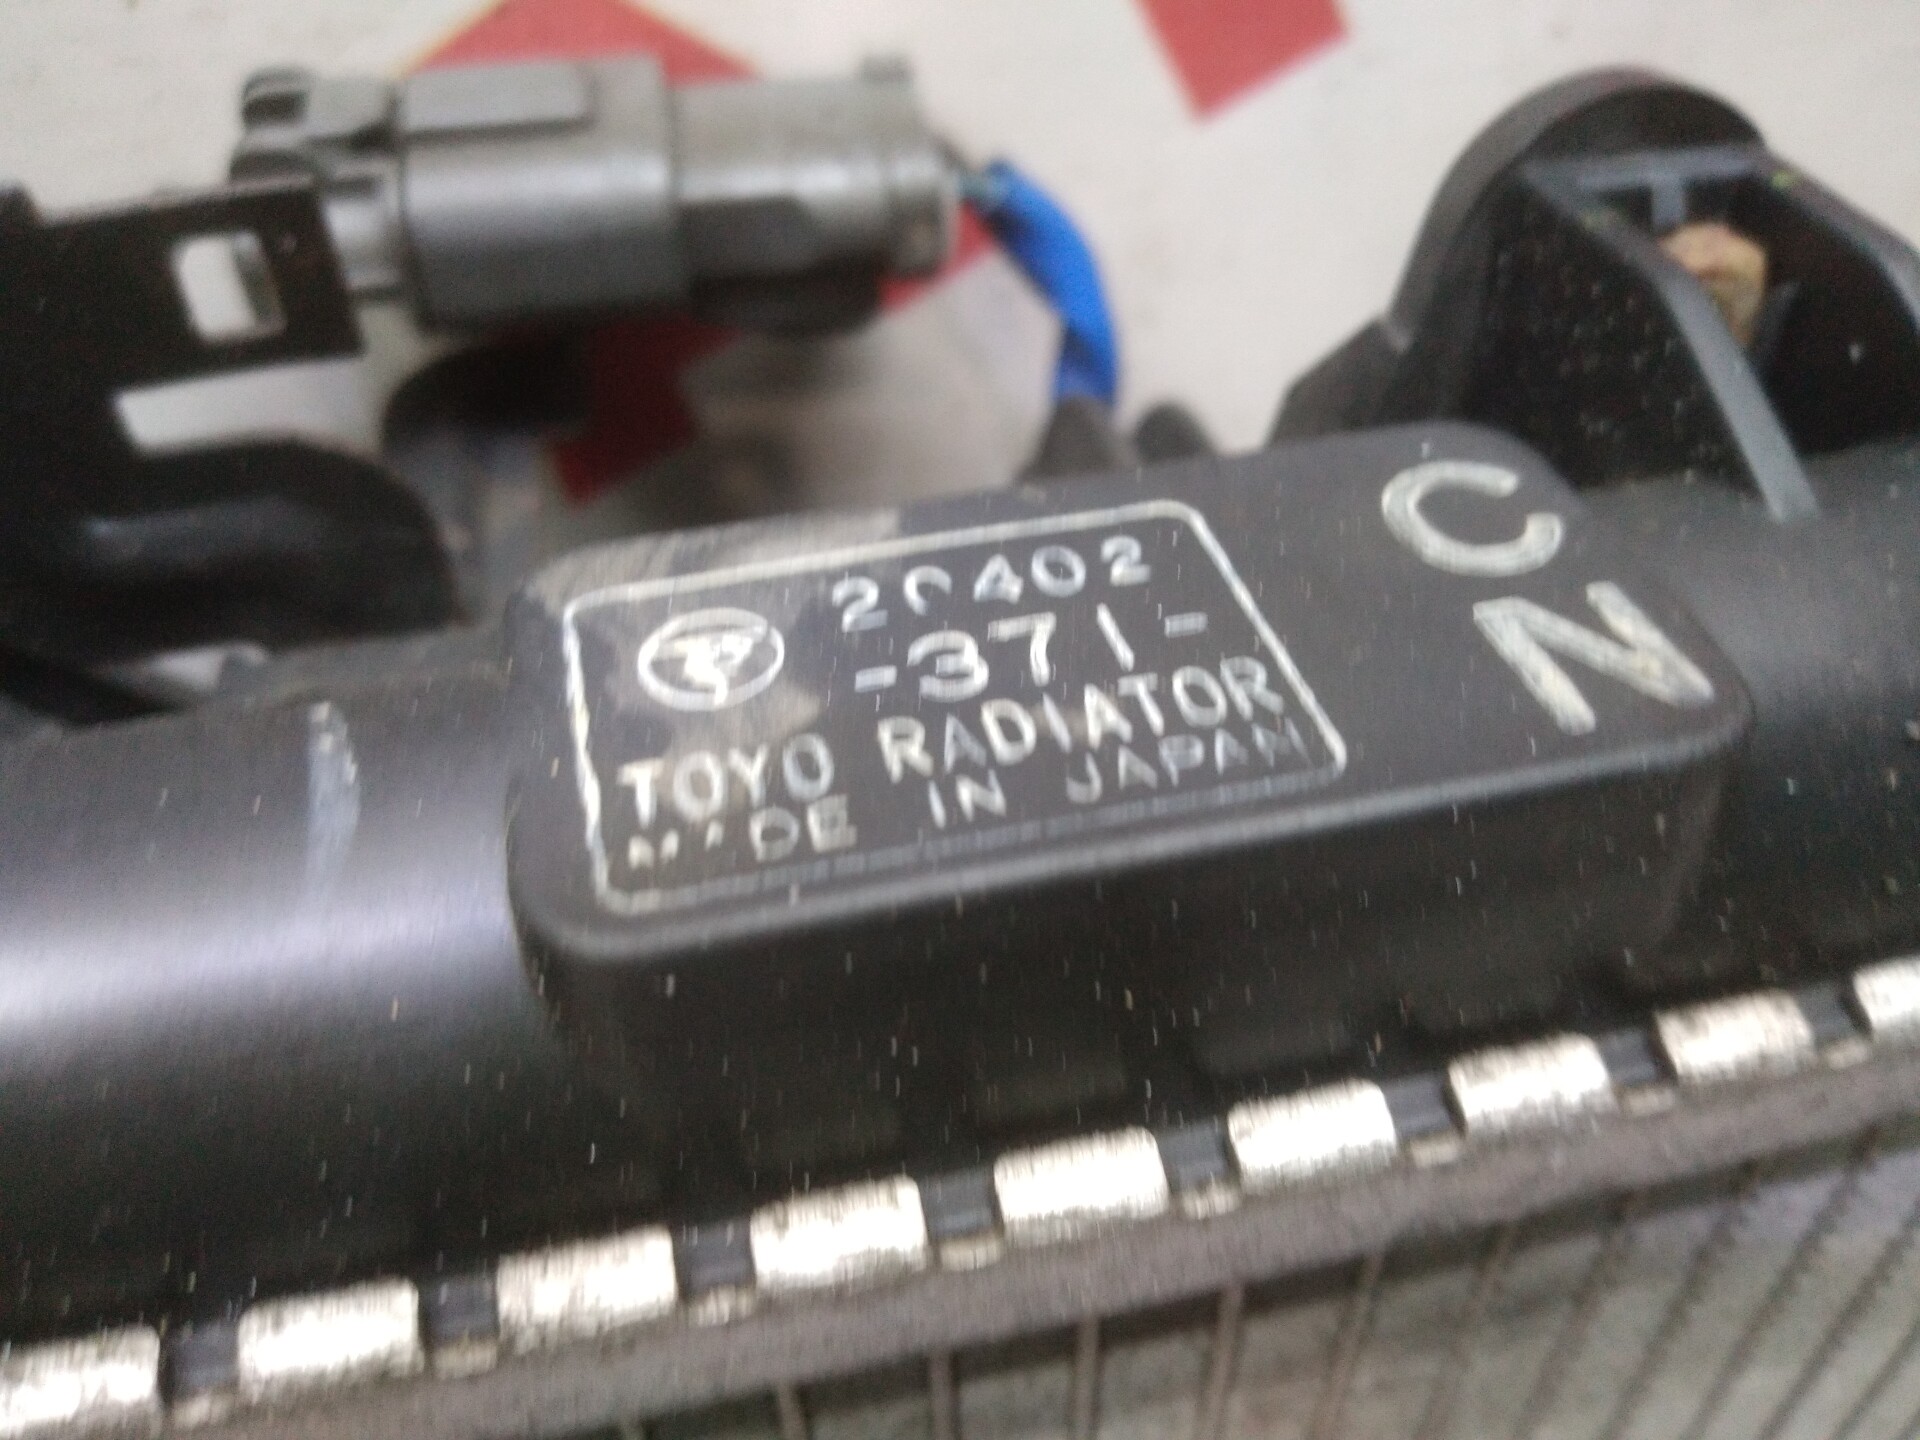 20402
-371-
TOYO RADIATOR
MADE IN JAPAN
C
N